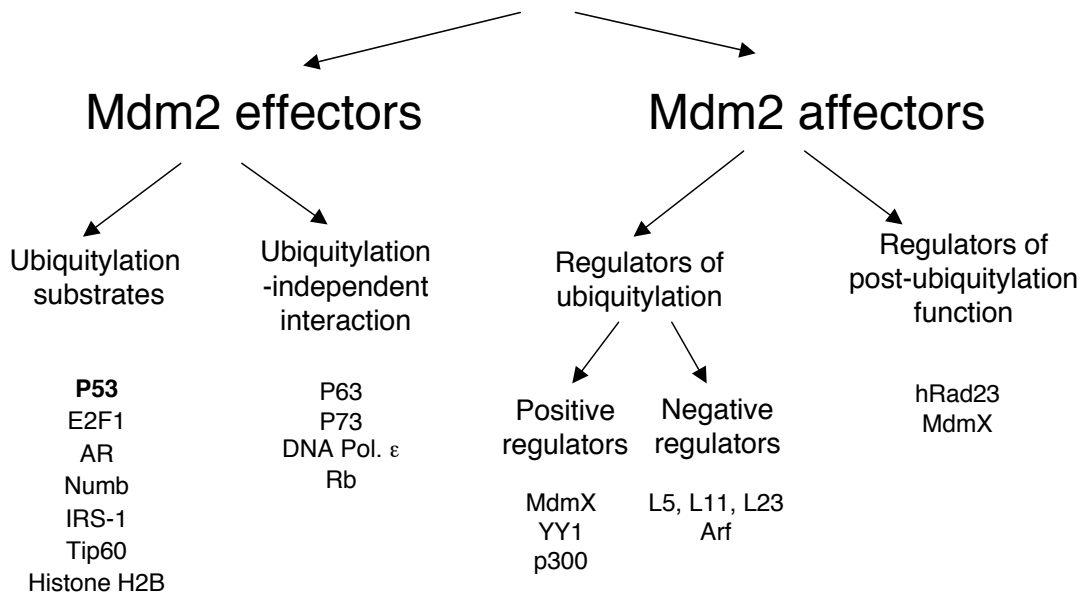 Mdm2 effectors
Mdm2 affectors
Ubiquitylation
substrates
Ubiquitylation
-independent
interaction
Regulators of
ubiquitylation
Regulators of
post-ubiquitylation
function
P53
E2F1
AR
Numb
IRS-1
Tip60
Histone H2B
P63
P73
DNA Pol. ε
Rb
Positive
regulators
MdmX
YY1
p300
Negative
regulators
L5, L11, L23
Arf
hRad23
MdmX